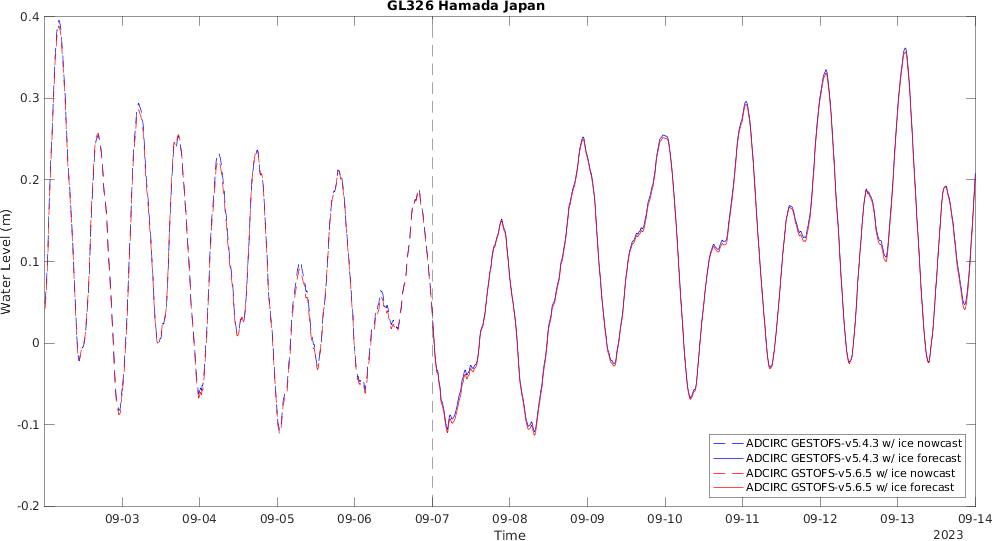 GL326 Hamada Japan
0.4
0.3
0.2
0.1
0
-0.1
-0.2
Water Level (m)
ADCIRC GESTOFS-v5.4.3 w/ ice nowcast
ADCIRC GESTOFS-v5.4.3 w/ ice forecast
ADCIRC GSTOFS-v5.6.5 w/ ice nowcast
ADCIRC GSTOFS-v5.6.5 w/ ice forecast
09-03 09-04 09-05 09-06 09-07 09-08 09-09 09-10 09-11 09-12 09-13 09-14
Time
2023